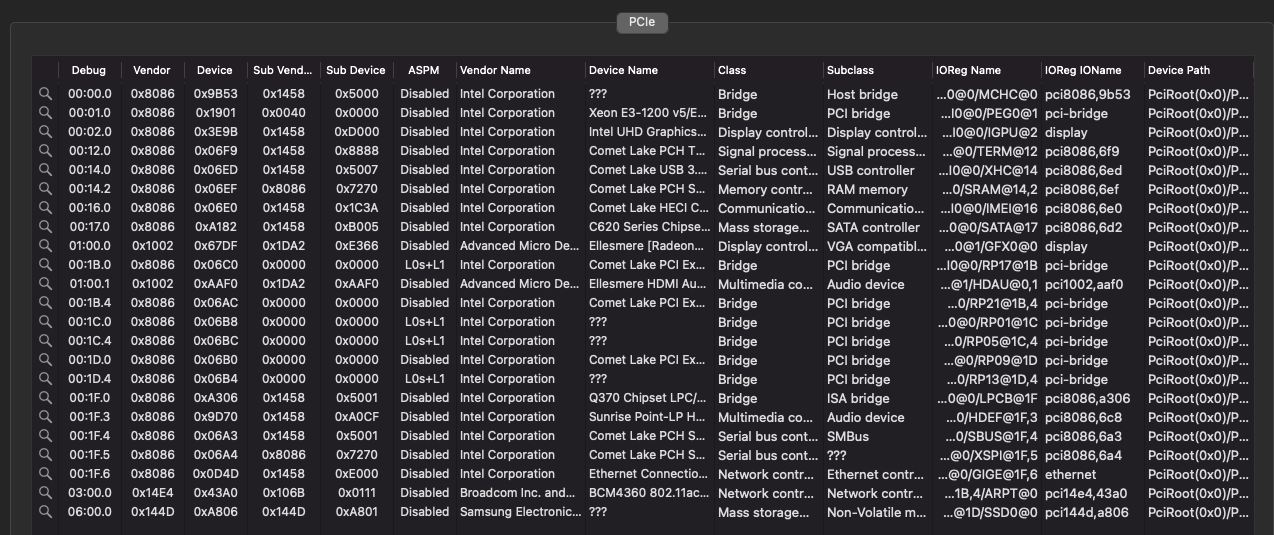 PCIe
Debug Vendor Device Sub Vend... Sub Device ASPM Vendor Name Device Name Class Subclass IOReg Name IOReg IOName Device Path
00:00.0 0x8086 0x9B53 0x1458 0x5000 Disabled Intel Corporation ??? Bridge Host bridge ...0@0/MCHC@0 pci8086,9b53 PciRoot(0x0)/P...
00:01.0 0x8086 0x1901 0x0040 0x0000 Disabled Intel Corporation Xeon E3-1200 v5/E... Bridge PCI bridge ...I0@0/PEG0@1 pci-bridge PciRoot(0x0)/P...
00:02.0 0x8086 0x3E9B 0x1458 0xD000 Disabled Intel Corporation Intel UHD Graphics... Display control... Display control... ...I0@0/IGPU@2 display PciRoot(0x0)/P...
00:12.0 0x8086 0x06F9 0x1458 0x8888 Disabled Intel Corporation Comet Lake PCH T... Signal process... Signal process... ...@0/TERM@12 pci8086,6f9 PciRoot(0x0)/P...
00:14.0 0x8086 0x06ED 0x1458 0x5007 Disabled Intel Corporation Comet Lake USB 3.... Serial bus cont... USB controller ...I0@0/XHC@14 pci8086,6ed PciRoot(0x0)/P...
00:14.2 0x8086 0x06EF 0x8086 0x7270 Disabled Intel Corporation Comet Lake PCH S... Memory contr... RAM memory ...0/SRAM@14,2 pci8086,6ef PciRoot(0x0)/P...
00:16.0 0x8086 0x06E0 0x1458 0x1C3A Disabled Intel Corporation Comet Lake HECI C... Communicatio... Communicatio... ...I0@0/IMEI@16 pci8086,6e0 PciRoot(0x0)/P...
00:17.0 0x8086 0xA182 0x1458 0xB005 Disabled Intel Corporation C620 Series Chipse... Mass storage... SATA controller ...0@0/SATA@17 pci8086,6d2 PciRoot(0x0)/P...
01:00.0 0x1002 0x67DF 0x1DA2 0xE366 Disabled Advanced Micro De... Ellesmere [Radeon... Display control... VGA compatibl... ...0@1/GFX0@0 display PciRoot(0x0)/P...
00:1B.0 0x8086 0x06C0 0x0000 0x0000 L0s+L1 Intel Corporation Comet Lake PCI Ex... Bridge PCI bridge ...I0@0/RP17@1B pci-bridge PciRoot(0x0)/P...
01:00.1 0x1002 0xAAF0 0x1DA2 0xAAF0 Disabled Advanced Micro De... Ellesmere HDMI Au... Multimedia co... Audio device ...@1/HDAU@0,1 pci1002,aaf0 PciRoot(0x0)/P...
00:1B.4 0x8086 0x06AC 0x0000 0x0000 Disabled Intel Corporation Comet Lake PCI Ex... Bridge PCI bridge ...0/RP21@1B,4 pci-bridge PciRoot(0x0)/P...
00:1C.0 0x8086 0x06B8 0x0000 0x0000 L0s+L1 Intel Corporation ??? Bridge PCI bridge ...0@0/RP01@1C pci-bridge PciRoot(0x0)/P...
00:1C.4 0x8086 0x06BC 0x0000 0x0000 L0s+L1 Intel Corporation ??? Bridge PCI bridge ...0/RP05@1C,4 pci-bridge PciRoot(0x0)/P...
00:1D.0 0x8086 0x06B0 0x0000 0x0000 Disabled Intel Corporation Comet Lake PCI Ex... Bridge PCI bridge ...@0/RP09@1D pci-bridge PciRoot(0x0)/P...
00:1D.4 0x8086 0x06B4 0x0000 0x0000 L0s+L1 Intel Corporation ??? Bridge PCI bridge ...0/RP13@1D,4 pci-bridge PciRoot(0x0)/P...
00:1F.0 0x8086 0xA306 0x1458 0x5001 Disabled Intel Corporation Q370 Chipset LPC/... Bridge ISA bridge ...0@0/LPCB@1F pci8086,a306 PciRoot(0x0)/P...
00:1F.3 0x8086 0x9D70 0x1458 0xA0CF Disabled Intel Corporation Sunrise Point-LP H... Multimedia co... Audio device ...0/HDEF@1F,3 pci8086,6c8 PciRoot(0x0)/P...
00:1F.4 0x8086 0x06A3 0x1458 0x5001 Disabled Intel Corporation Comet Lake PCH S... Serial bus cont... SMBus ...0/SBUS@1F,4 pci8086,6a3 PciRoot(0x0)/P...
00:1F.5 0x8086 0x06A4 0x8086 0x7270 Disabled Intel Corporation Comet Lake PCH S... Serial bus cont... ??? ...@0/XSPI@1F,5 pci8086,6a4 PciRoot(0x0)/P...
00:1F.6 0x8086 0x0D4D 0x1458 0xE000 Disabled Intel Corporation Ethernet Connectio... Network contr... Ethernet contr... ...@0/GIGE@1F,6 ethernet PciRoot(0x0)/P...
03:00.0 0x14E4 0x43A0 0x106B 0x0111 Disabled Broadcom Inc. and... BCM4360 802.11ac... Network contr... Network contr... ...1B,4/ARPT@0 pci14e4,43a0 PciRoot(0x0)/P...
06:00.0 0x144D 0xA806 0x144D 0xA801 Disabled Samsung Electronic... ??? Mass storage... Non-Volatile m... ...@1D/SSD0@0 pci144d,a806 PciRoot(0x0)/P...